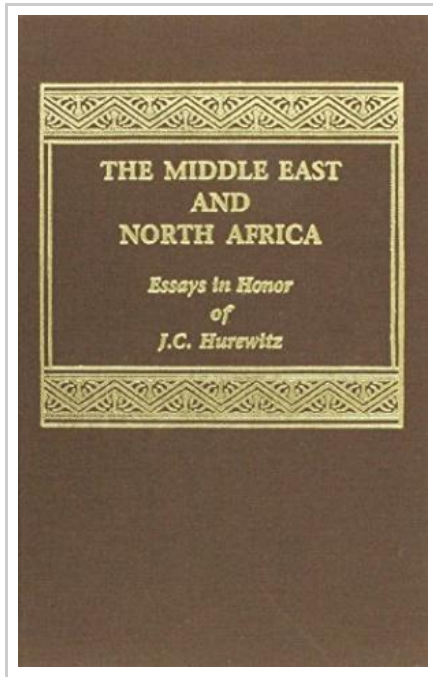 THE MIDDLE EAST
AND
NORTH AFRICA
Essays in Honor
of
J.C. Hurewitz